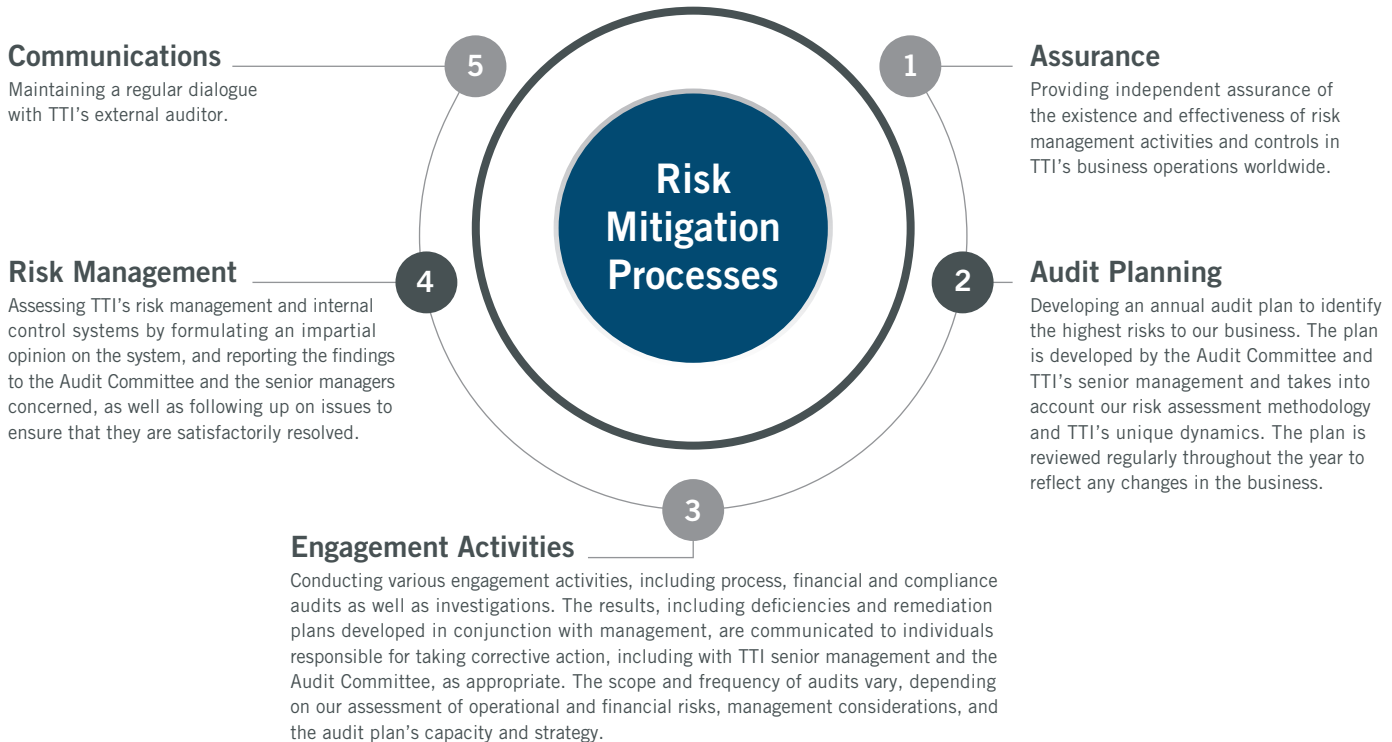 Risk
Mitigation
Processes
1
Assurance
Providing independent assurance of
the existence and effectiveness of risk
management activities and controls in
TTI's business operations worldwide.
2
Audit Planning
Developing an annual audit plan to identify
the highest risks to our business. The plan
is developed by the Audit Committee and
TTI's senior management and takes into
account our risk assessment methodology
and TTI's unique dynamics. The plan is
reviewed regularly throughout the year to
reflect any changes in the business.
3
Engagement Activities
Conducting various engagement activities, including process, financial and compliance
audits as well as investigations. The results, including deficiencies and remediation
plans developed in conjunction with management, are communicated to individuals
responsible for taking corrective action, including with TTI senior management and the
Audit Committee, as appropriate. The scope and frequency of audits vary, depending
on our assessment of operational and financial risks, management considerations, and
the audit plan's capacity and strategy.
4
Risk Management
Assessing TTI's risk management and internal
control systems by formulating an impartial
opinion on the system, and reporting the findings
to the Audit Committee and the senior managers
concerned, as well as following up on issues to
ensure that they are satisfactorily resolved.
5
Communications
Maintaining a regular dialogue
with TTI's external auditor.